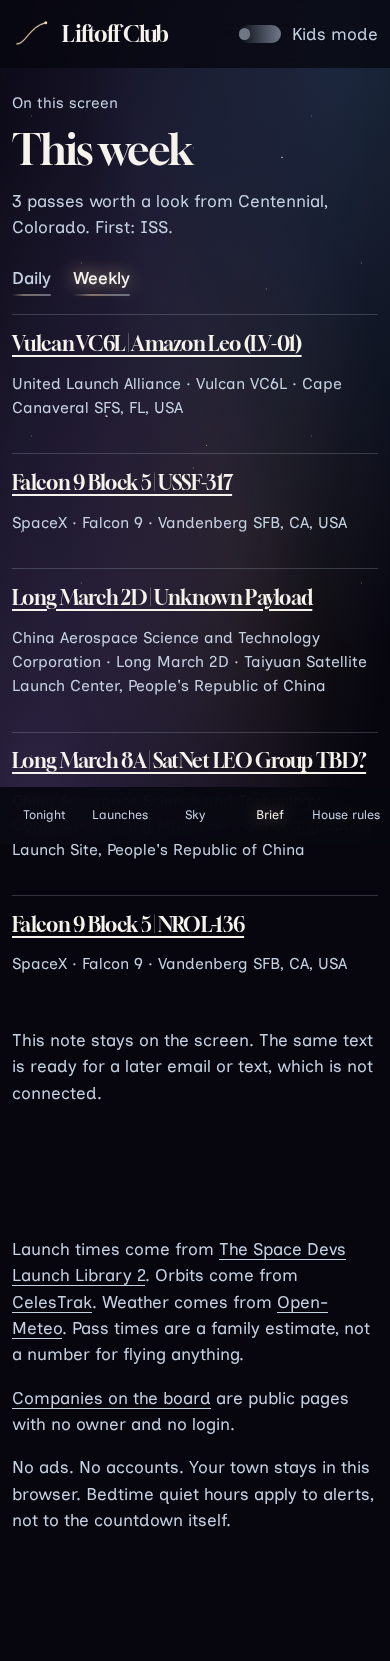 Liftoff Club
Kids mode
On this screen
This week
3 passes worth a look from Centennial,
Colorado. First: ISS.
Daily Weekly
Vulcan VC6L | Amazon Leo (LV-01)
United Launch Alliance · Vulcan VC6L · Cape
Canaveral SFS, FL, USA
Falcon 9 Block 5 | USSF-317
SpaceX · Falcon 9 · Vandenberg SFB, CA, USA
Long March 2D | Unknown Payload
China Aerospace Science and Technology
Corporation · Long March 2D · Taiyuan Satellite
Launch Center, People's Republic of China
Long March 8A | SatNet LEO Group TBD?
Tonight Launches Sky Brief House rules
Launch Site, People's Republic of China
Falcon 9 Block 5 | NROL-136
SpaceX · Falcon 9 · Vandenberg SFB, CA, USA
This note stays on the screen. The same text
is ready for a later email or text, which is not
connected.
Launch times come from The Space Devs
Launch Library 2. Orbits come from
CelesTrak. Weather comes from Open-
Meteo. Pass times are a family estimate, not
a number for flying anything.
Companies on the board are public pages
with no owner and no login.
No ads. No accounts. Your town stays in this
browser. Bedtime quiet hours apply to alerts,
not to the countdown itself.